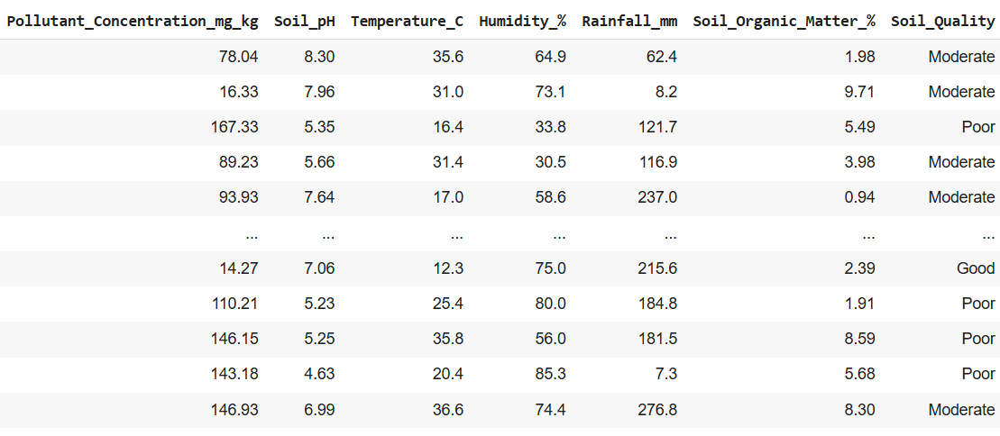 Pollutant_Concentration_mg_kg Soil_pH Temperature_C Humidity_% Rainfall_mm Soil_Organic_Matter_% Soil_Quality
78.04 8.30 35.6 64.9 62.4 1.98 Moderate
16.33 7.96 31.0 73.1 8.2 9.71 Moderate
167.33 5.35 16.4 33.8 121.7 5.49 Poor
89.23 5.66 31.4 30.5 116.9 3.98 Moderate
93.93 7.64 17.0 58.6 237.0 0.94 Moderate
... ... ... ... ... ... ...
14.27 7.06 12.3 75.0 215.6 2.39 Good
110.21 5.23 25.4 80.0 184.8 1.91 Poor
146.15 5.25 35.8 56.0 181.5 8.59 Poor
143.18 4.63 20.4 85.3 7.3 5.68 Poor
146.93 6.99 36.6 74.4 276.8 8.30 Moderate